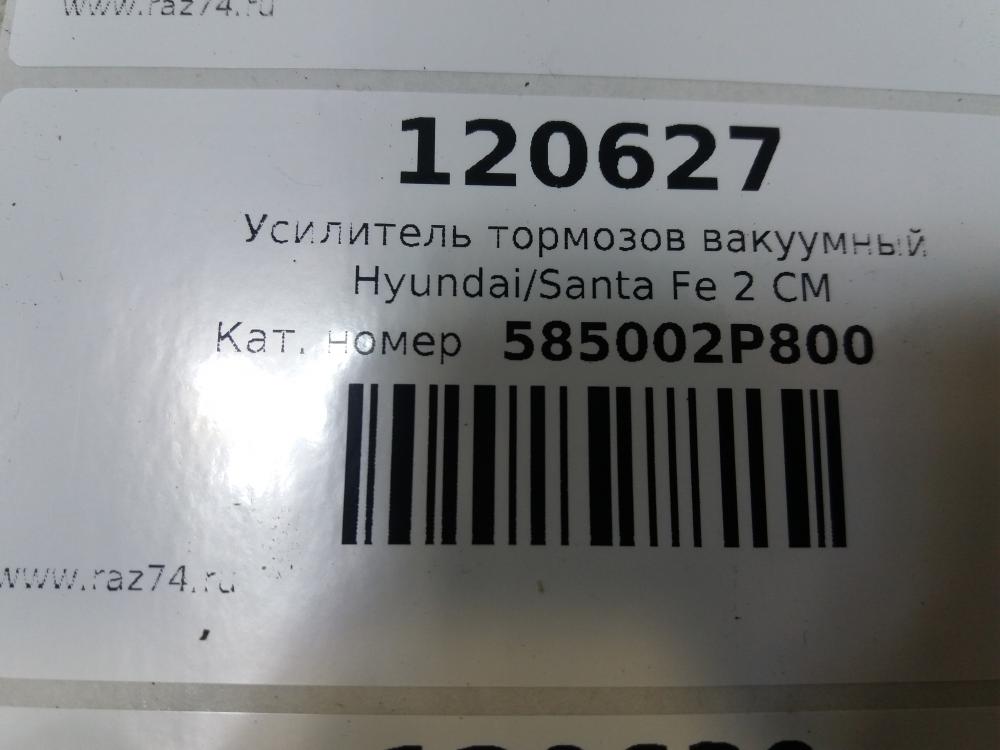 www.raz74.ru
120627
Усилитель тормозов вакуумный
Hyundai/Santa Fe 2 CM
Кат. номер 585002P800
www.raz74.ru